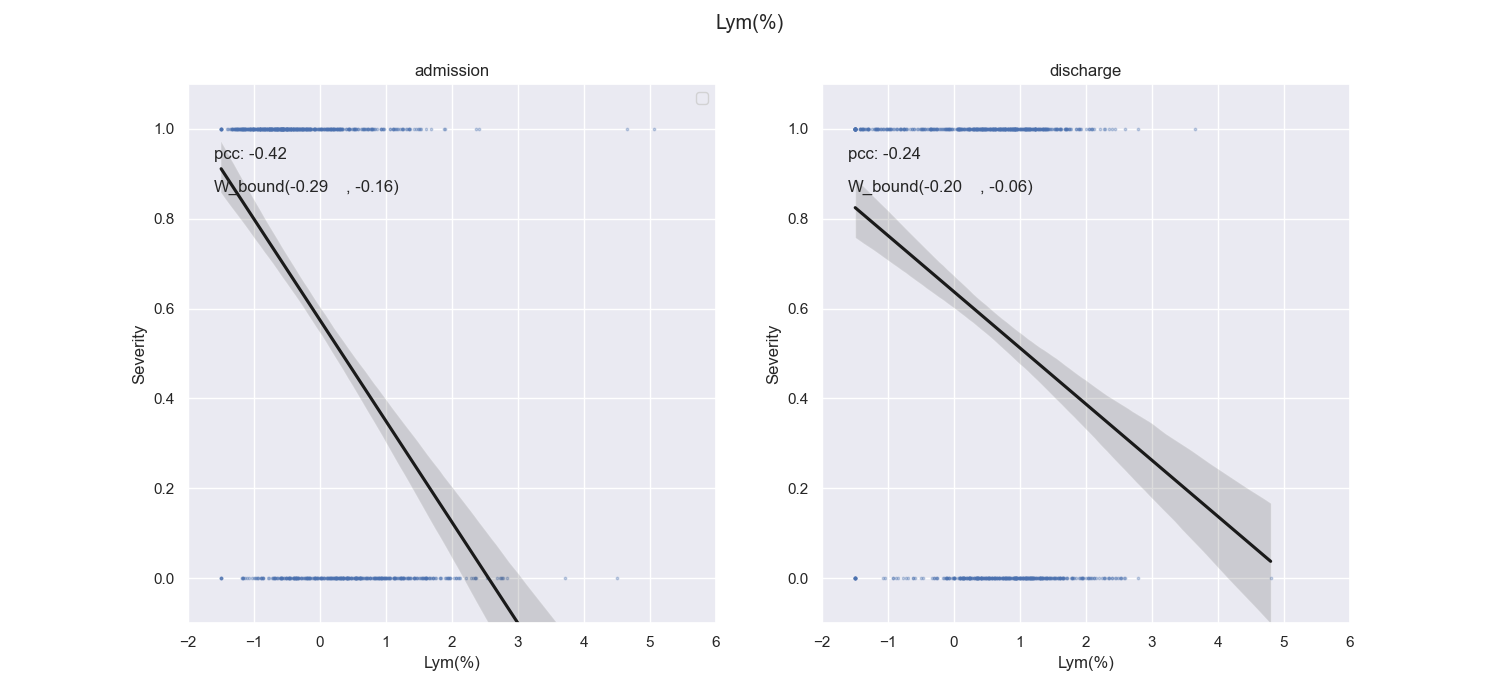 Lym(%)
admission
1.0
0.8
0.6
0.4
0.2
0.0
Severity
pcc: -0.42
W_bound(-0.29    , -0.16)
−2 −1 0 1 2 3 4 5 6
Lym(%)
discharge
1.0
0.8
0.6
0.4
0.2
0.0
Severity
pcc: -0.24
W_bound(-0.20    , -0.06)
−2 −1 0 1 2 3 4 5 6
Lym(%)